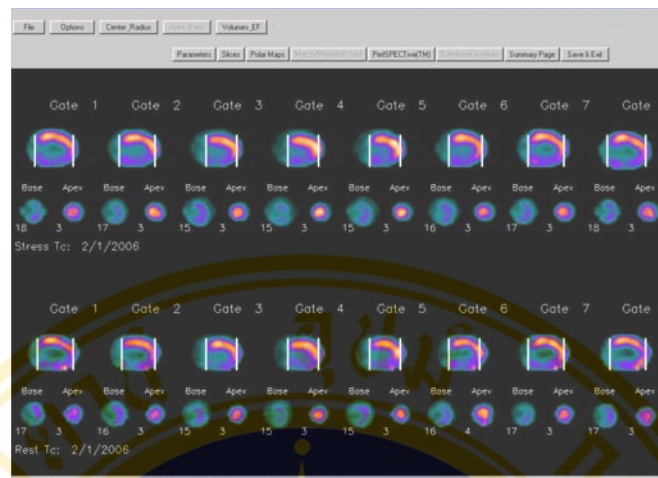 File Options Center_Radius Apex_Base Volumes_EF
Parameters Slices Polar Maps Match/Mismatch Tool PerfSPECTive(TM) Functional Analysis Summary Page Save & Exit
Gate 1 Gate 2 Gate 3 Gate 4 Gate 5 Gate 6 Gate 7 Gate
Base Apex Base Apex Base Apex Base Apex Base Apex Base Apex Base Apex Base Apex
18 3 17 3 15 3 15 3 15 3 16 3 17 3 18 3
Stress Tc: 2/1/2006
Gate 1 Gate 2 Gate 3 Gate 4 Gate 5 Gate 6 Gate 7 Gate
Base Apex Base Apex Base Apex Base Apex Base Apex Base Apex Base Apex Base Apex
17 3 16 3 15 3 15 3 15 3 16 4 17 3 17 3
Rest Tc: 2/1/2006